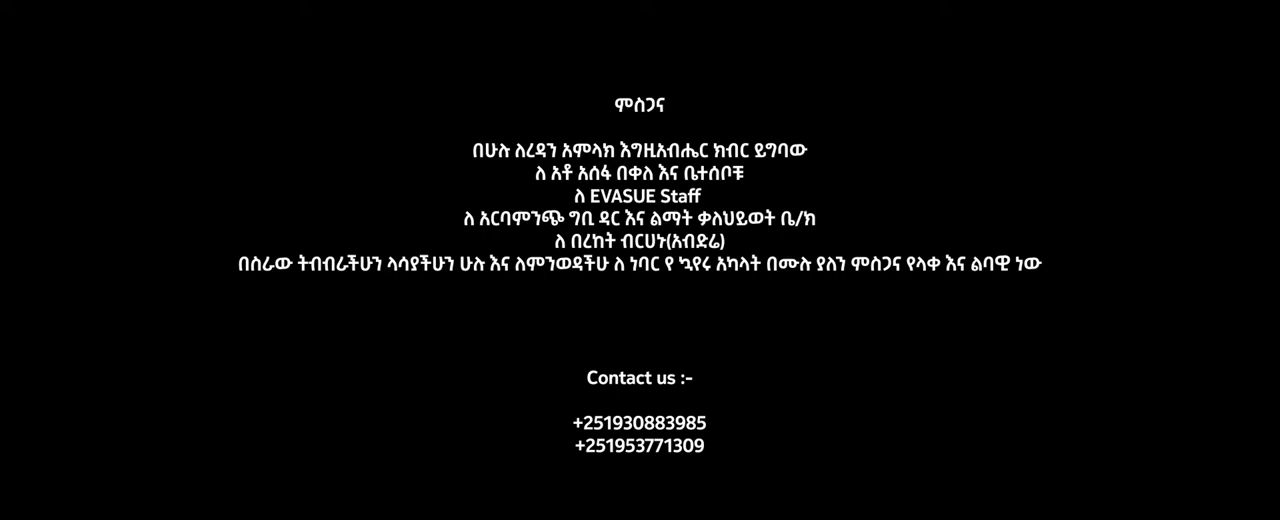 ምስጋና
በሁሉ ለረዳን አምላክ እግዚአብሔር ክብር ይግባው
ለ አቶ አሰፋ በቀለ እና ቤተሰቦቹ
ለ EVASUE Staff
ለ አርባምንጭ ግቢ ዳር እና ልማት ቃለህይወት ቤ/ክ
ለ በረከት ብርሀኑ(አብድሬ)
በስራው ትብብራችሁን ላሳያችሁን ሁሉ እና ለምንወዳችሁ ለ ነባር የ ኳየሩ አካላት በሙሉ ያለን ምስጋና የላቀ እና ልባዊ ነው
Contact us :-
+251930883985
+251953771309